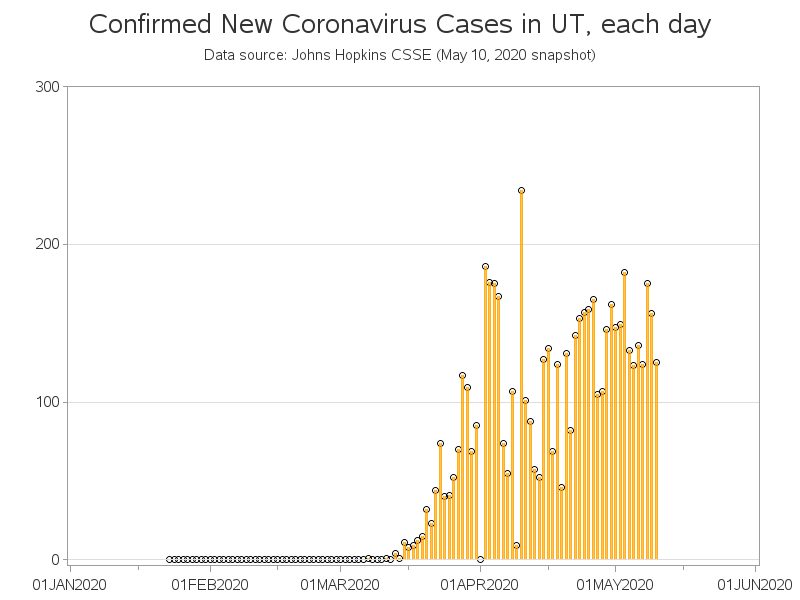 Confirmed New Coronavirus Cases in UT, each day
Data source: Johns Hopkins CSSE (May 10, 2020 snapshot)
300
200
100
0
01JAN2020 01FEB2020 01MAR2020 01APR2020 01MAY2020 01JUN2020